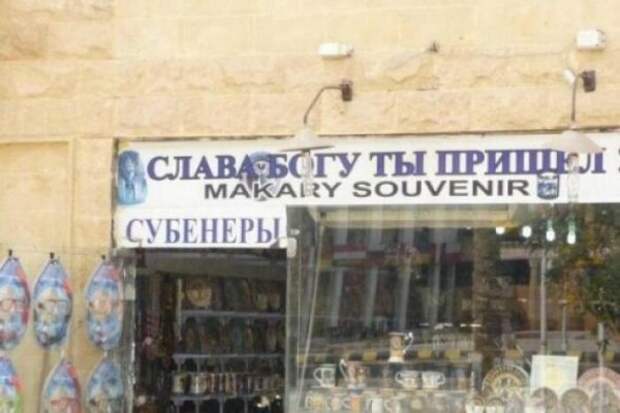 СЛАВА БОГУ ТЫ ПРИШЕЛ
MAKARY SOUVENIR
СУБЕНЕРЫ